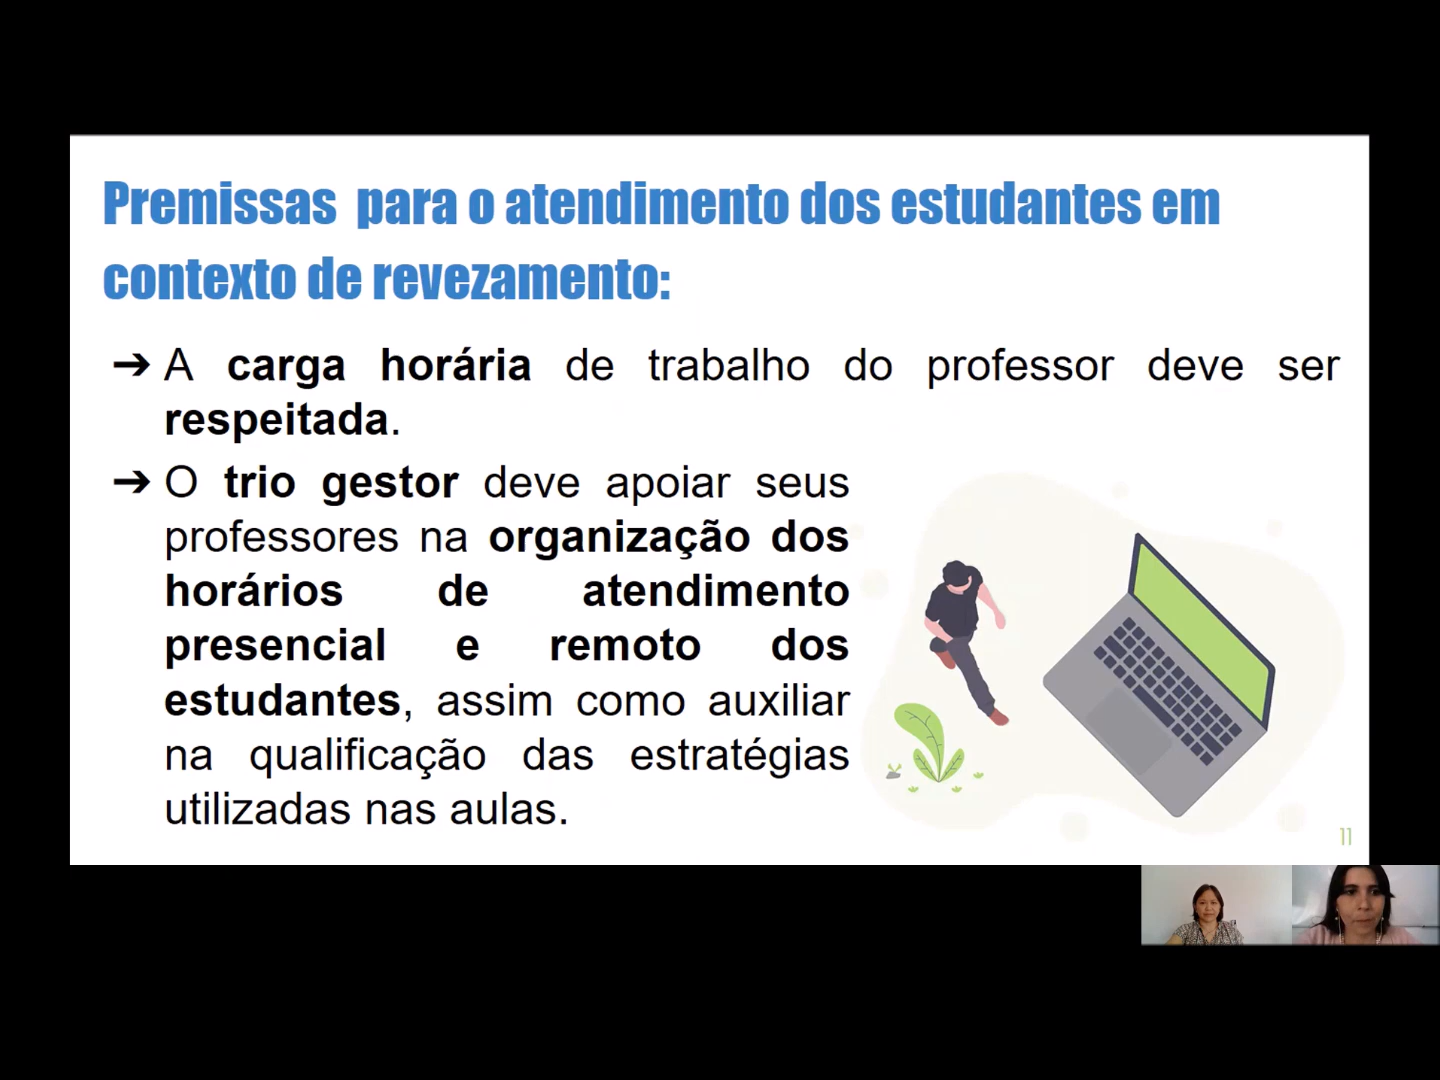 Premissas para o atendimento dos estudantes em
contexto de revezamento:
➔ A carga horária de trabalho do professor deve ser
respeitada.
➔ O trio gestor deve apoiar seus
professores na organização dos
horários de atendimento
presencial e remoto dos
estudantes, assim como auxiliar
na qualificação das estratégias
utilizadas nas aulas.
11